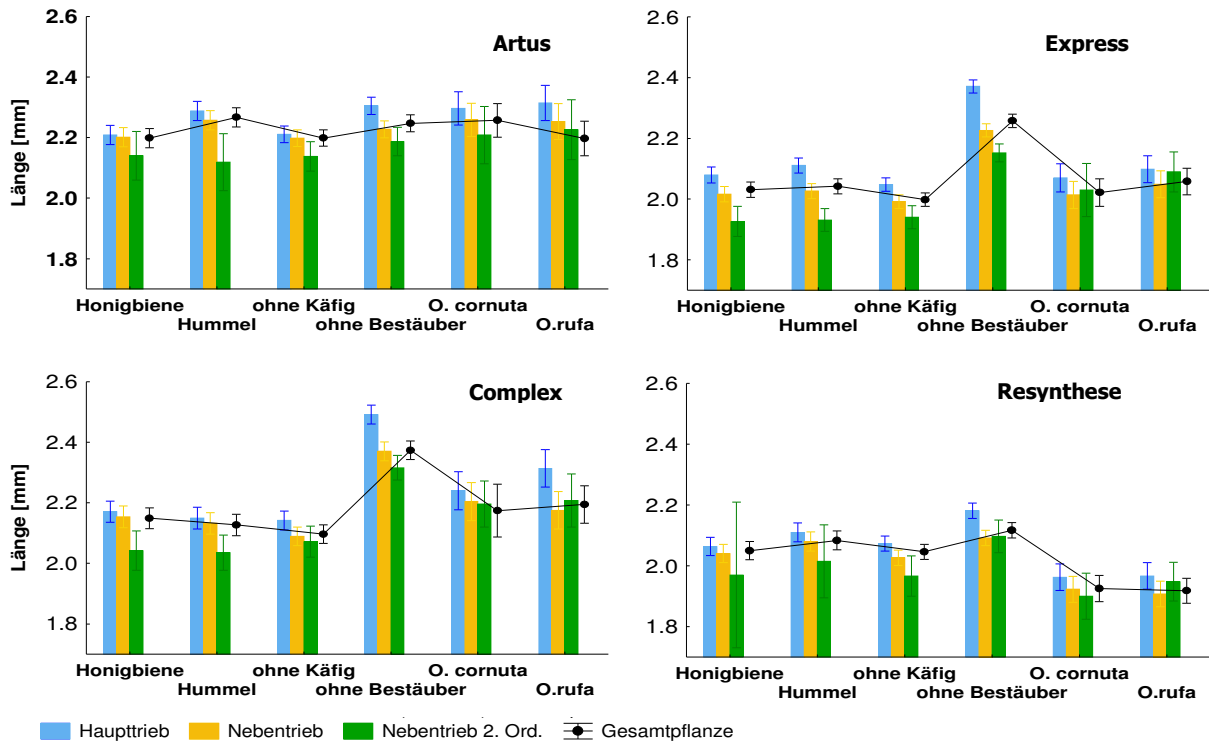 Artus
Länge [mm]
2.6
2.4
2.2
2.0
1.8
Honigbiene ohne Käfig O. cornuta
Hummel ohne Bestäuber O.rufa
Express
2.6
2.4
2.2
2.0
1.8
Honigbiene ohne Käfig O. cornuta
Hummel ohne Bestäuber O.rufa
Complex
Länge [mm]
2.6
2.4
2.2
2.0
1.8
Honigbiene ohne Käfig O. cornuta
Hummel ohne Bestäuber O.rufa
Resynthese
2.6
2.4
2.2
2.0
1.8
Honigbiene ohne Käfig O. cornuta
Hummel ohne Bestäuber O.rufa
Haupttrieb Nebentrieb Nebentrieb 2. Ord. Gesamtpflanze